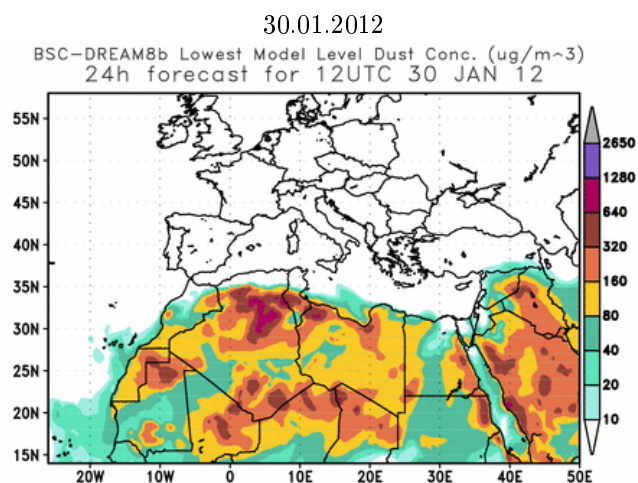 30.01.2012
BSC-DREAM8b Lowest Model Level Dust Conc. (ug/m^3)
24h forecast for 12UTC 30 JAN 12
55N
50N
45N
40N
35N
30N
25N
20N
15N
20W 10W 0 10E 20E 30E 40E 50E
2650
1280
640
320
160
80
40
20
10